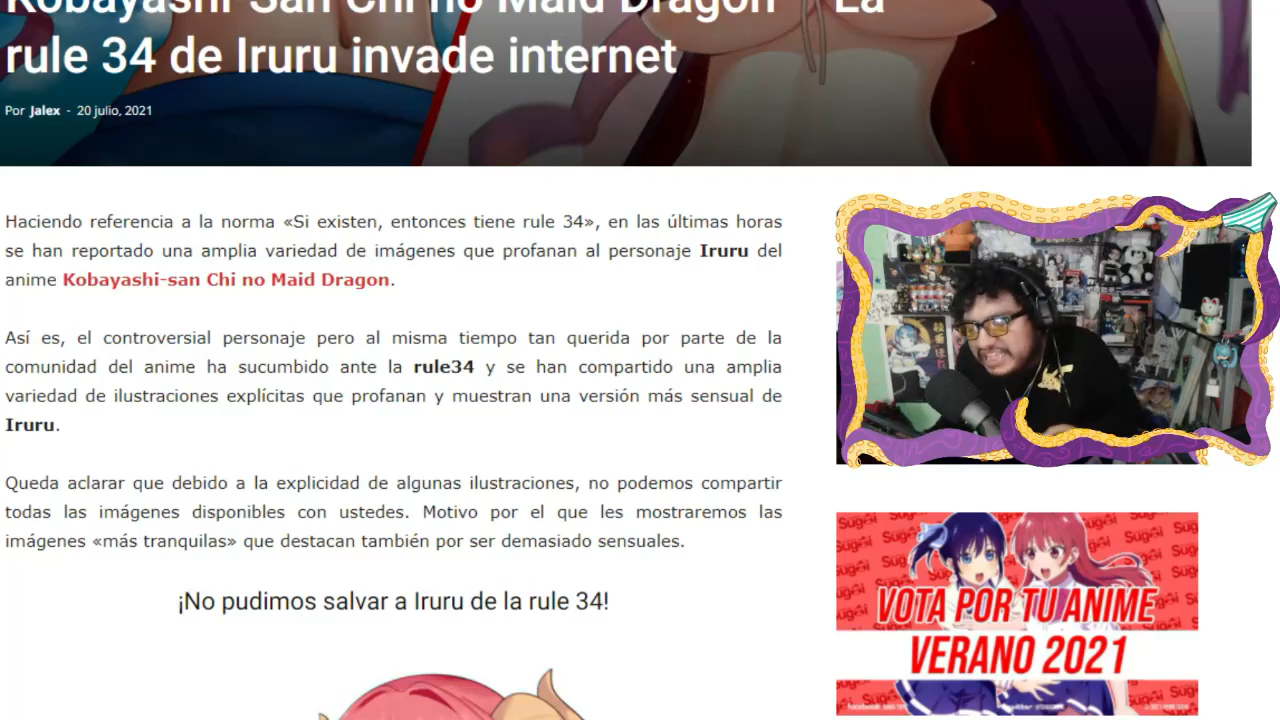 Kobayashi-San Chi no Maid Dragon – La
rule 34 de Iruru invade internet
Por Jalex - 20 julio, 2021
Haciendo referencia a la norma «Si existen, entonces tiene rule 34», en las últimas horas
se han reportado una amplia variedad de imágenes que profanan al personaje Iruru del
anime Kobayashi-san Chi no Maid Dragon.
Así es, el controversial personaje pero al misma tiempo tan querida por parte de la
comunidad del anime ha sucumbido ante la rule34 y se han compartido una amplia
variedad de ilustraciones explícitas que profanan y muestran una versión más sensual de
Iruru.
Queda aclarar que debido a la explicidad de algunas ilustraciones, no podemos compartir
todas las imágenes disponibles con ustedes. Motivo por el que les mostraremos las
imágenes «más tranquilas» que destacan también por ser demasiado sensuales.
¡No pudimos salvar a Iruru de la rule 34!
VOTA POR TU ANIME
VERANO 2021